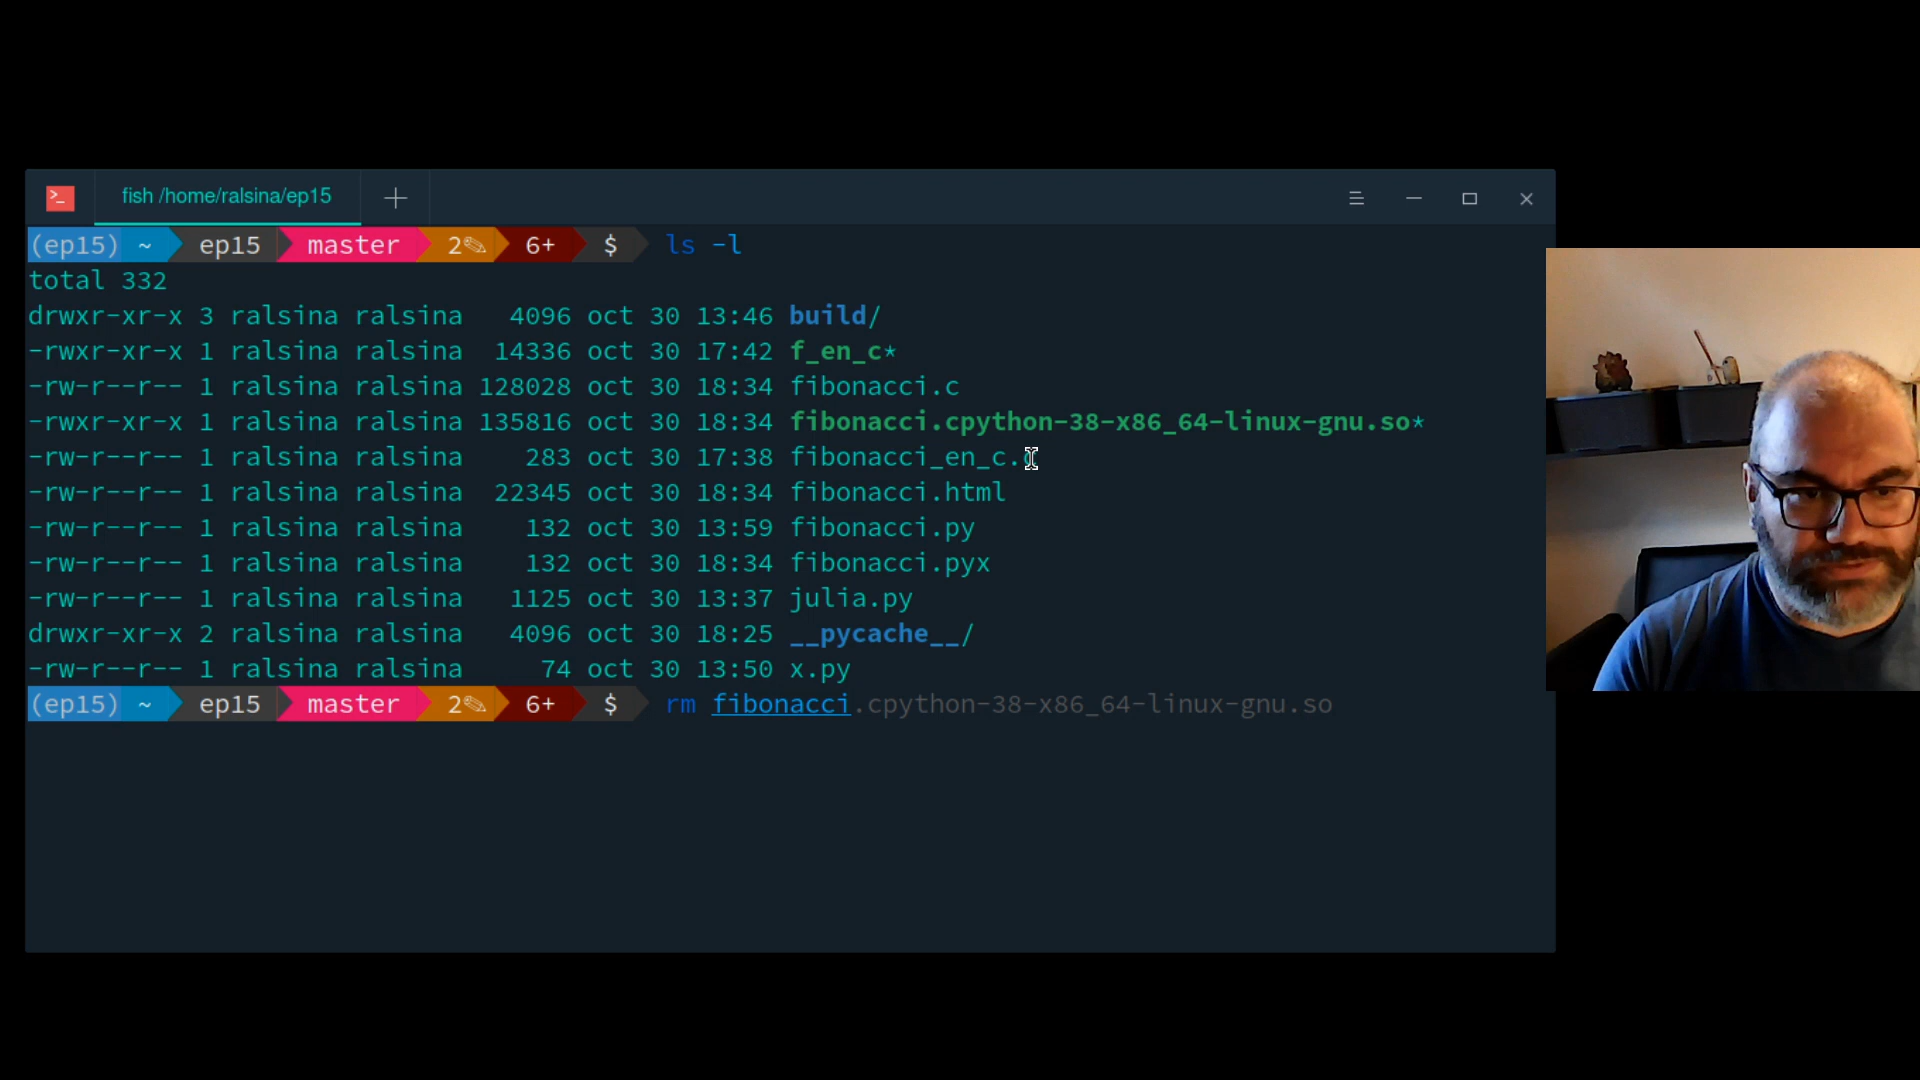 fish /home/ralsina/ep15
(ep15) ~ ep15 master 2✎ 6+ $ ls -l
total 332
drwxr-xr-x 3 ralsina ralsina 4096 oct 30 13:46 build/
-rwxr-xr-x 1 ralsina ralsina 14336 oct 30 17:42 f_en_c*
-rw-r--r-- 1 ralsina ralsina 128028 oct 30 18:34 fibonacci.c
-rwxr-xr-x 1 ralsina ralsina 135816 oct 30 18:34 fibonacci.cpython-38-x86_64-linux-gnu.so*
-rw-r--r-- 1 ralsina ralsina 283 oct 30 17:38 fibonacci_en_c.c
-rw-r--r-- 1 ralsina ralsina 22345 oct 30 18:34 fibonacci.html
-rw-r--r-- 1 ralsina ralsina 132 oct 30 13:59 fibonacci.py
-rw-r--r-- 1 ralsina ralsina 132 oct 30 18:34 fibonacci.pyx
-rw-r--r-- 1 ralsina ralsina 1125 oct 30 13:37 julia.py
drwxr-xr-x 2 ralsina ralsina 4096 oct 30 18:25 __pycache__/
-rw-r--r-- 1 ralsina ralsina 74 oct 30 13:50 x.py
(ep15) ~ ep15 master 2✎ 6+ $ rm fibonacci.cpython-38-x86_64-linux-gnu.so